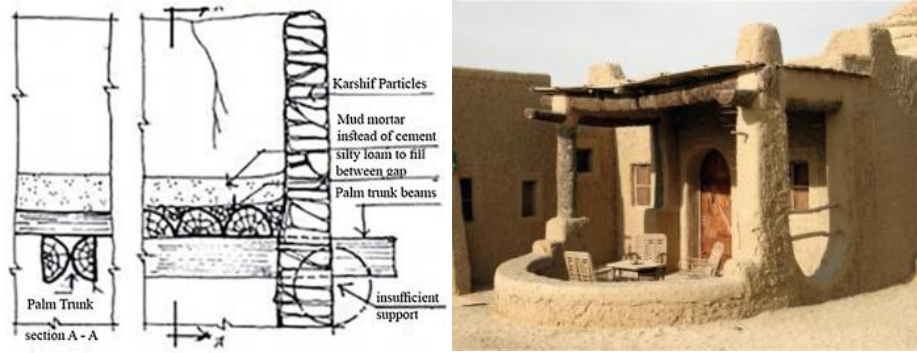 Karshif Particles
Mud mortar
instead of cement
silty loam to fill
between gap
Palm trunk beams
insufficient
support
Palm Trunk
section A - A
A